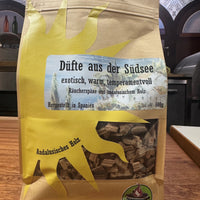 Düfte aus der Südsee
exotisch, warm, temperamentvoll
Räucherspäne aus andalusischem Holz
Hergestellt in Spanien
Andalusisches Holz